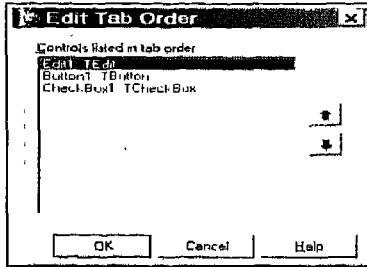 Edit Tab Order
Controls listed in tab order
Edit1 TEdit
Button1 TButton
CheckBox1 TCheckBox
OK
Cancel
Help